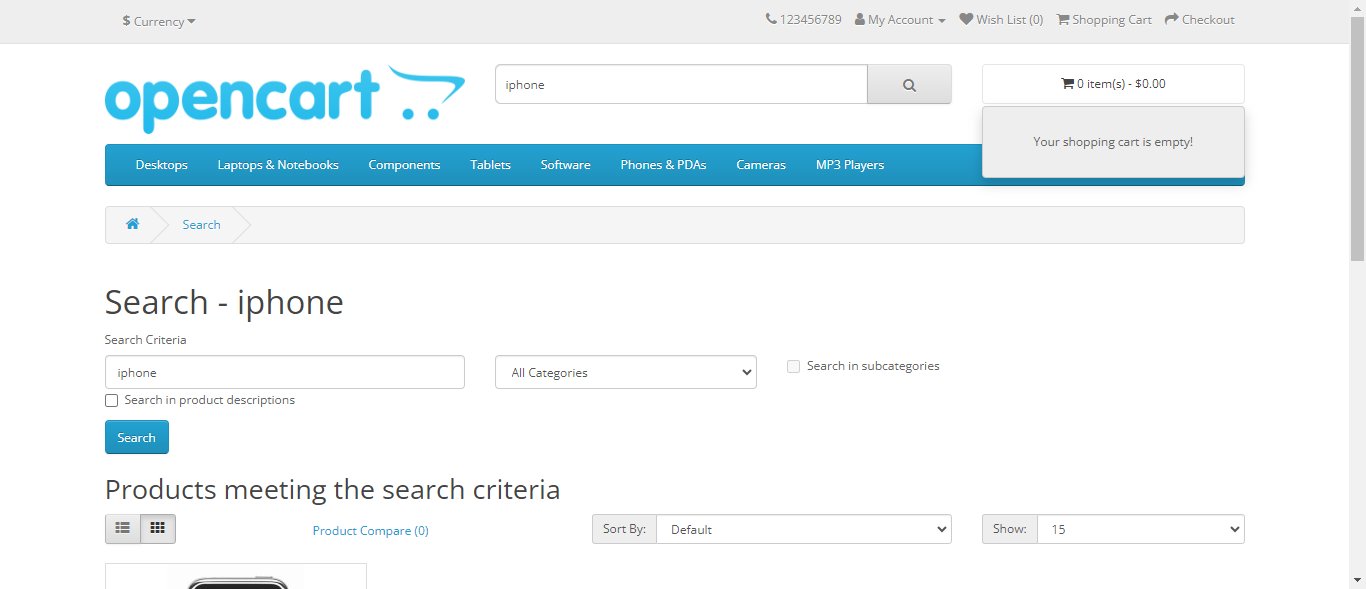 $ Currency
123456789
My Account
Wish List (0)
Shopping Cart
Checkout
opencart
iphone
0 item(s) - $0.00
Your shopping cart is empty!
Desktops
Laptops & Notebooks
Components
Tablets
Software
Phones & PDAs
Cameras
MP3 Players
Search
Search - iphone
Search Criteria
iphone
All Categories
Search in subcategories
Search in product descriptions
Search
Products meeting the search criteria
Product Compare (0)
Sort By:
Default
Show:
15